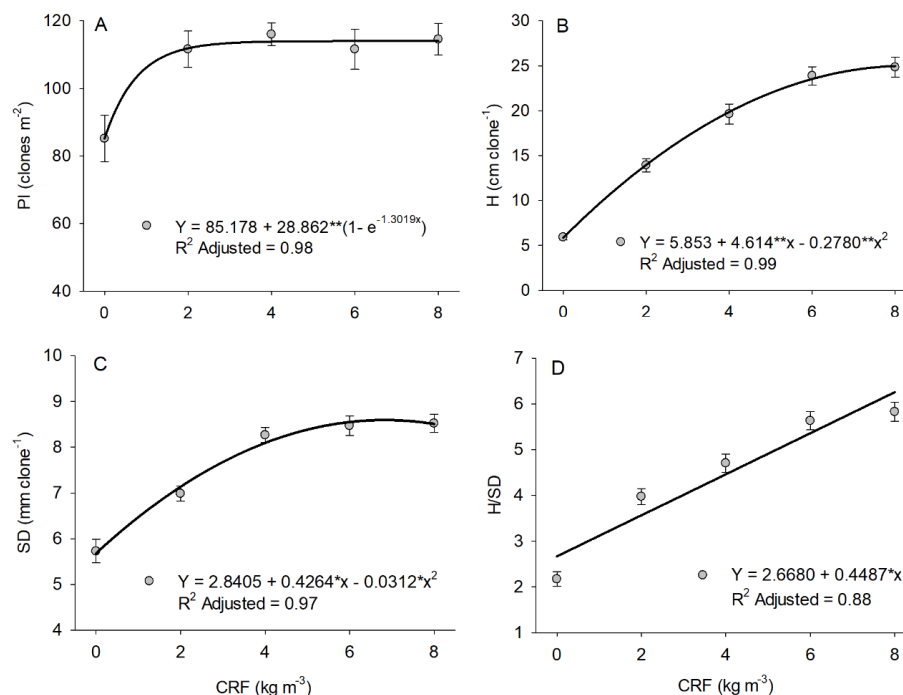 A
PI (clones m⁻²)
120
100
80
60
40
0 2 4 6 8
Y = 85.178 + 28.862**(1- e⁻¹·³⁰¹⁹ˣ)
R² Adjusted = 0.98
B
H (cm clone⁻¹)
30
25
20
15
10
5
0
0 2 4 6 8
Y = 5.853 + 4.614**x - 0.2780**x²
R² Adjusted = 0.99
C
SD (mm clone⁻¹)
10
9
8
7
6
5
4
0 2 4 6 8
CRF (kg m⁻³)
Y = 2.8405 + 0.4264*x - 0.0312*x²
R² Adjusted = 0.97
D
H/SD
7
6
5
4
3
2
1
0 2 4 6 8
CRF (kg m⁻³)
Y = 2.6680 + 0.4487*x
R² Adjusted = 0.88